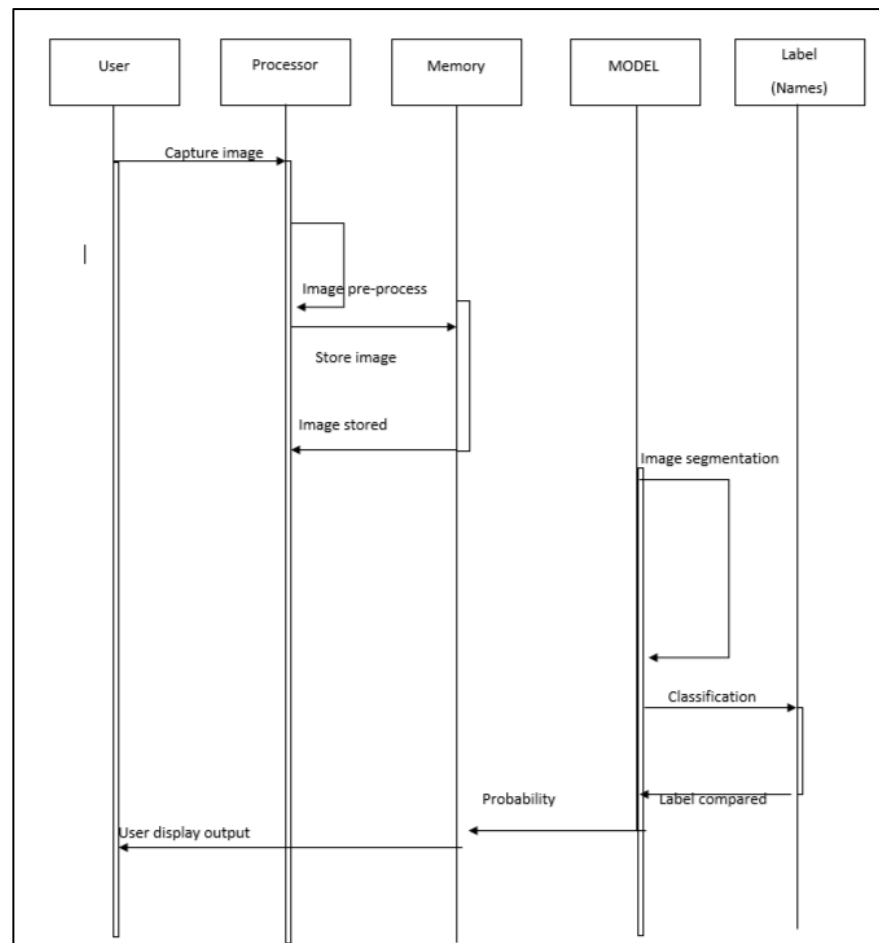 User
Processor
Memory
MODEL
Label
(Names)
Capture image
Image pre-process
Store image
Image stored
Image segmentation
Classification
Label compared
Probability
User display output